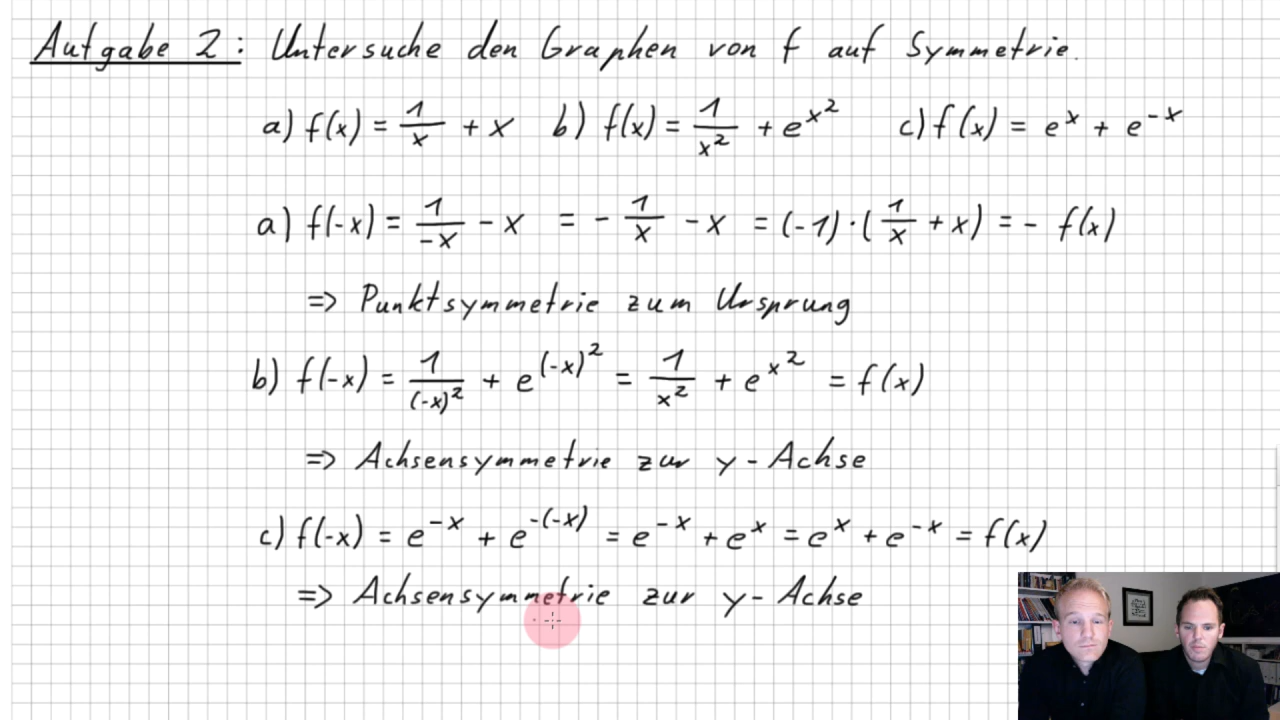 Aufgabe 2: Untersuche den Graphen von f auf Symmetrie.
a) f(x) = 1/x + x b) f(x) = 1/x² + e^(x²) c) f(x) = e^x + e^(-x)
a) f(-x) = 1/(-x) - x = - 1/x - x = (-1)·(1/x + x) = - f(x)
=> Punktsymmetrie zum Ursprung
b) f(-x) = 1/(-x)² + e^((-x)²) = 1/x² + e^(x²) = f(x)
=> Achsensymmetrie zur y-Achse
c) f(-x) = e^(-x) + e^(-(-x)) = e^(-x) + e^x = e^x + e^(-x) = f(x)
=> Achsensymmetrie zur y-Achse